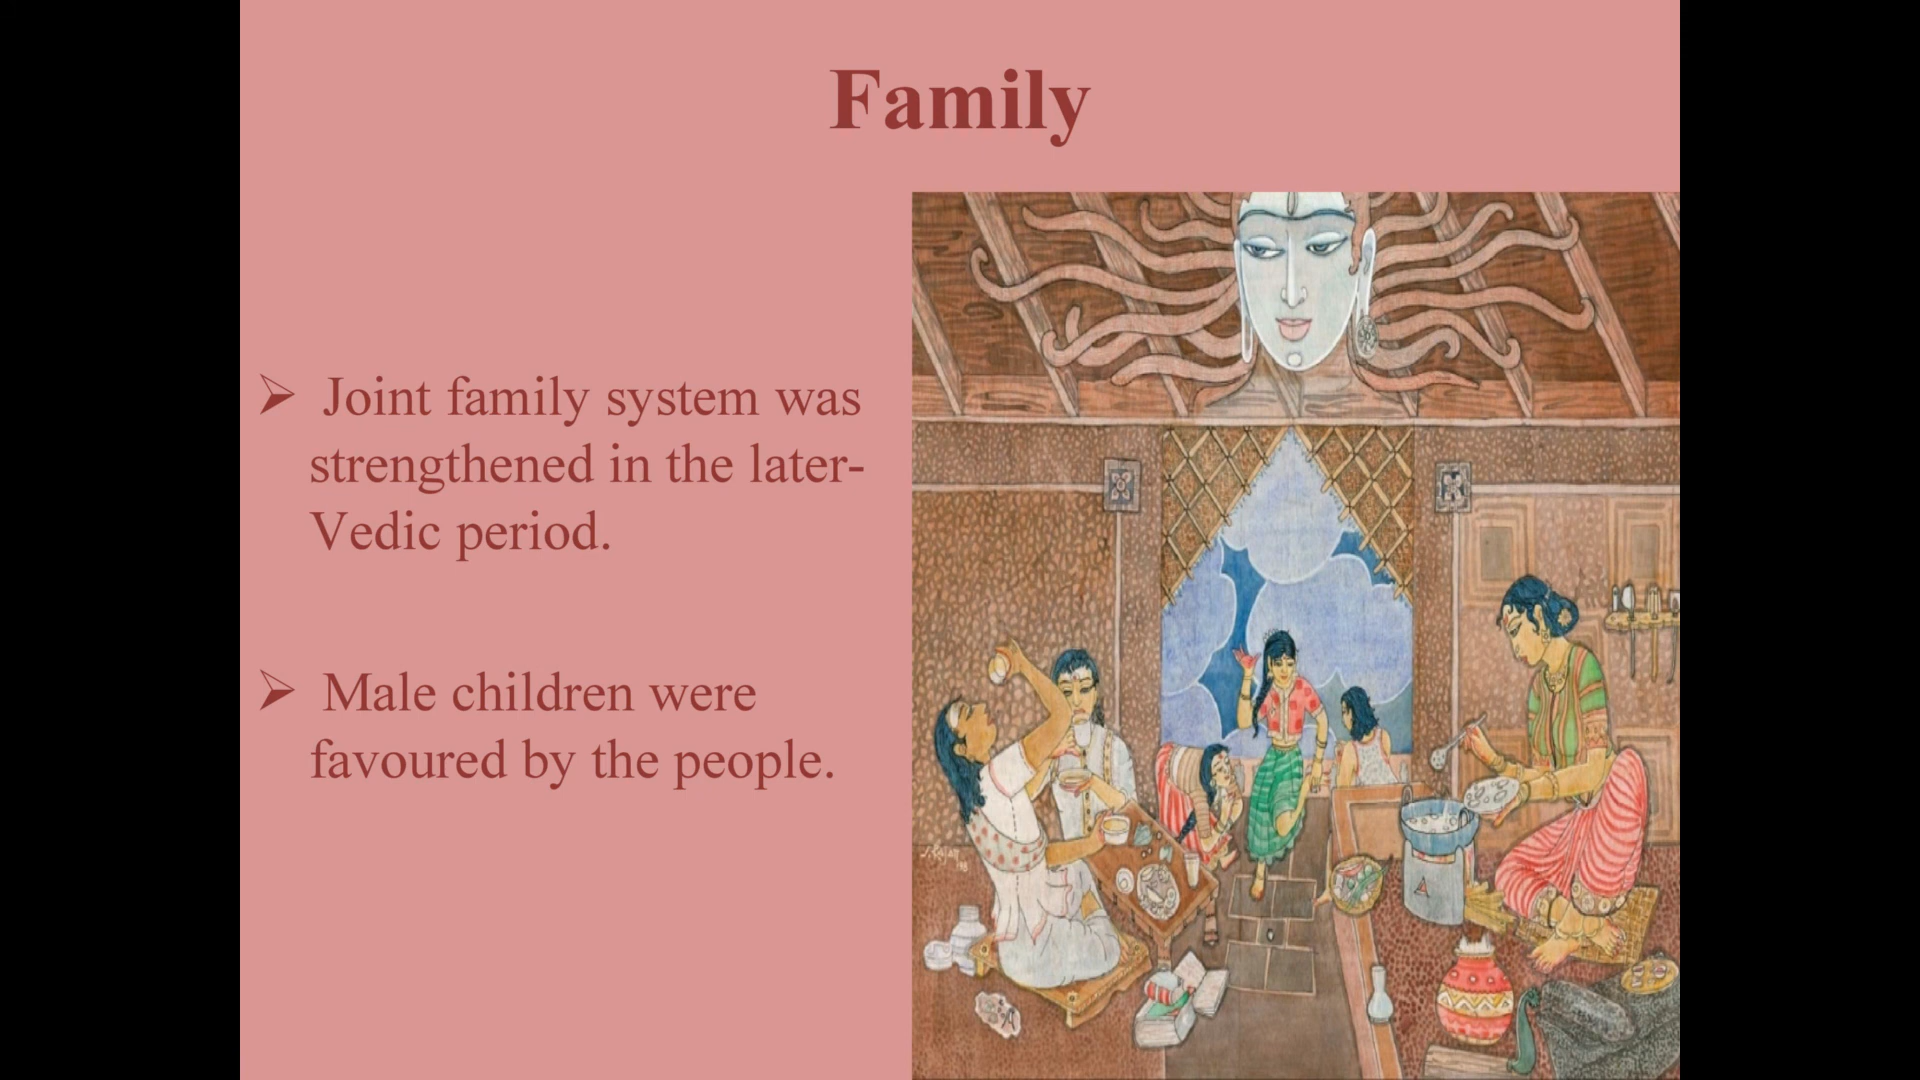 Family
➢ Joint family system was
strengthened in the later-
Vedic period.
➢ Male children were
favoured by the people.